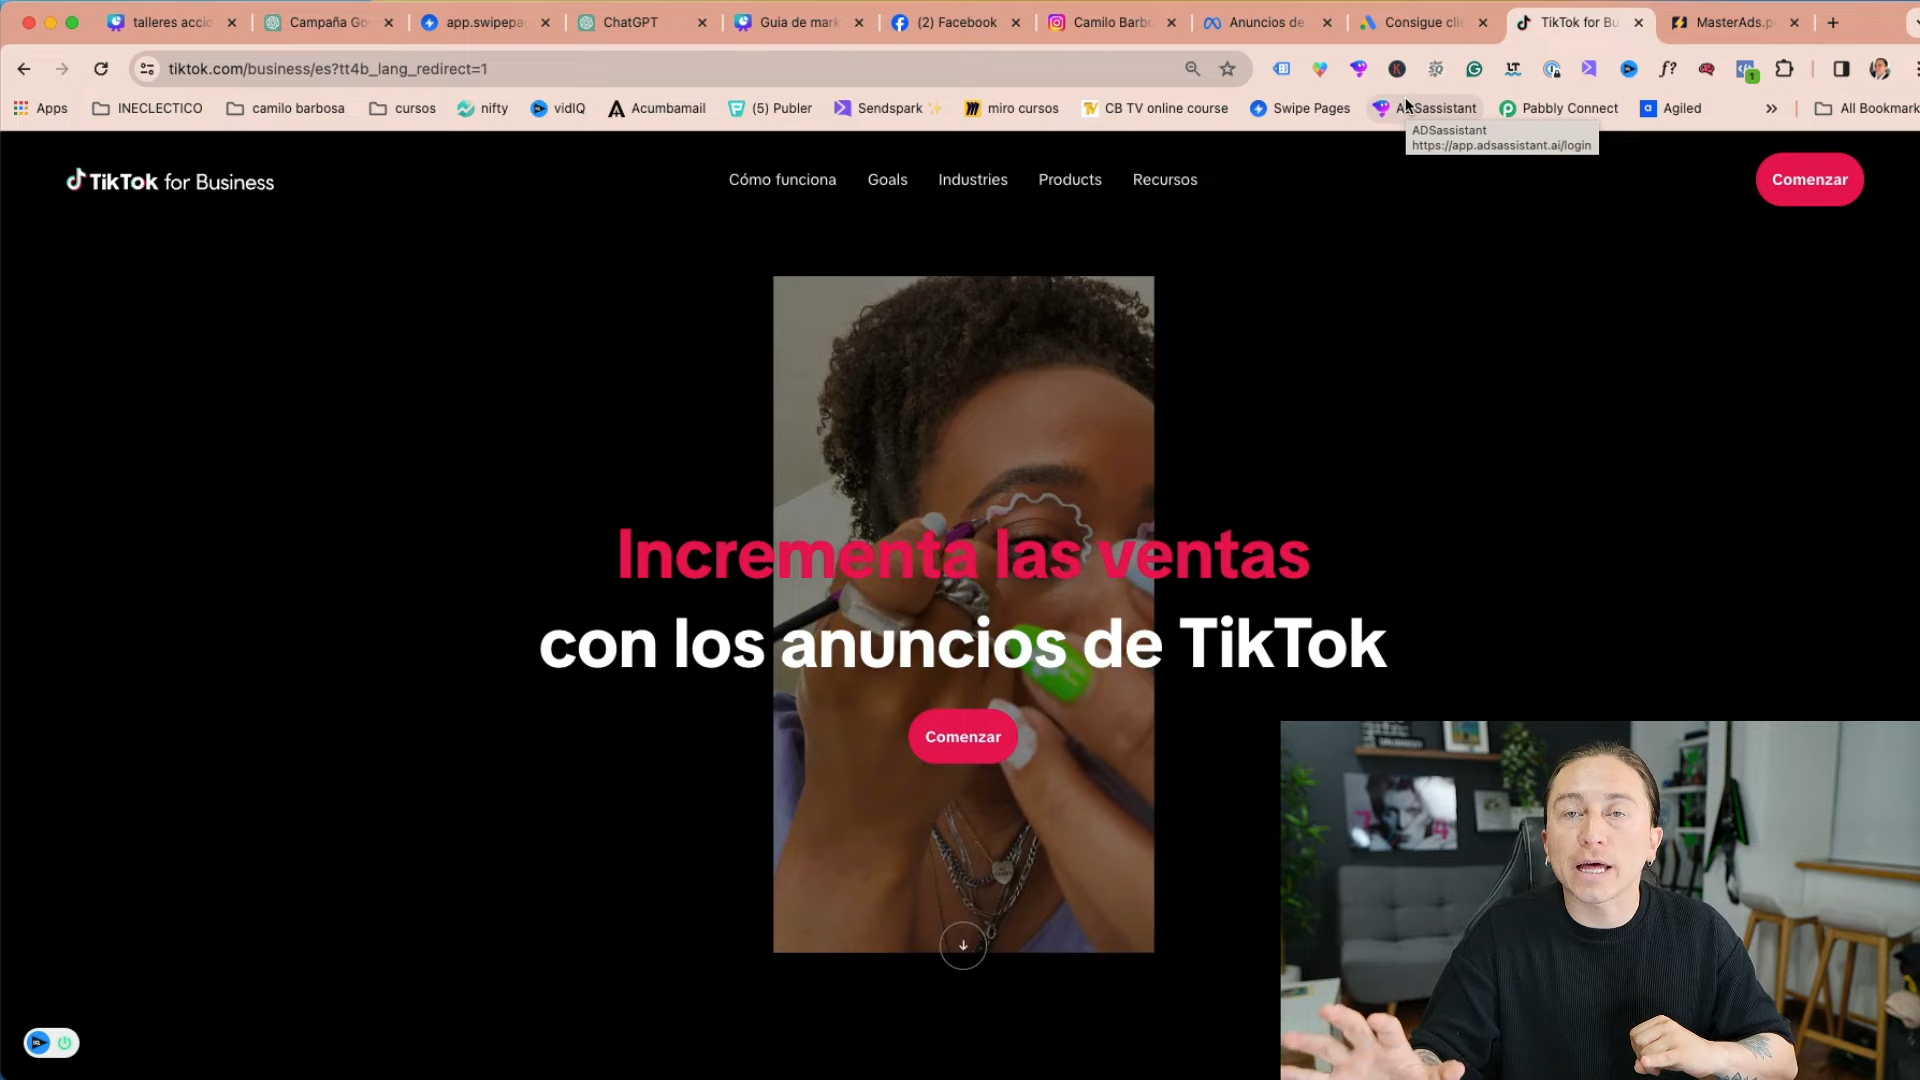 talleres accio
Campaña Go
app.swipepa
ChatGPT
Guia de mark
(2) Facebook
Camilo Barbo
Anuncios de
Consigue clie
TikTok for Bu
MasterAds.p
tiktok.com/business/es?tt4b_lang_redirect=1
Apps
INECLECTICO
camilo barbosa
cursos
nifty
vidIQ
Acumbamail
(5) Publer
Sendspark
miro cursos
CB TV online course
Swipe Pages
ADSassistant
Pabbly Connect
Agiled
All Bookmark
ADSassistant
https://app.adsassistant.ai/login
TikTok for Business
Cómo funciona
Goals
Industries
Products
Recursos
Comenzar
Incrementa las ventas
con los anuncios de TikTok
Comenzar